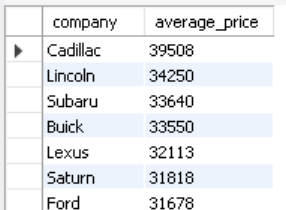 company average_price
Cadillac 39508
Lincoln 34250
Subaru 33640
Buick 33550
Lexus 32113
Saturn 31818
Ford 31678